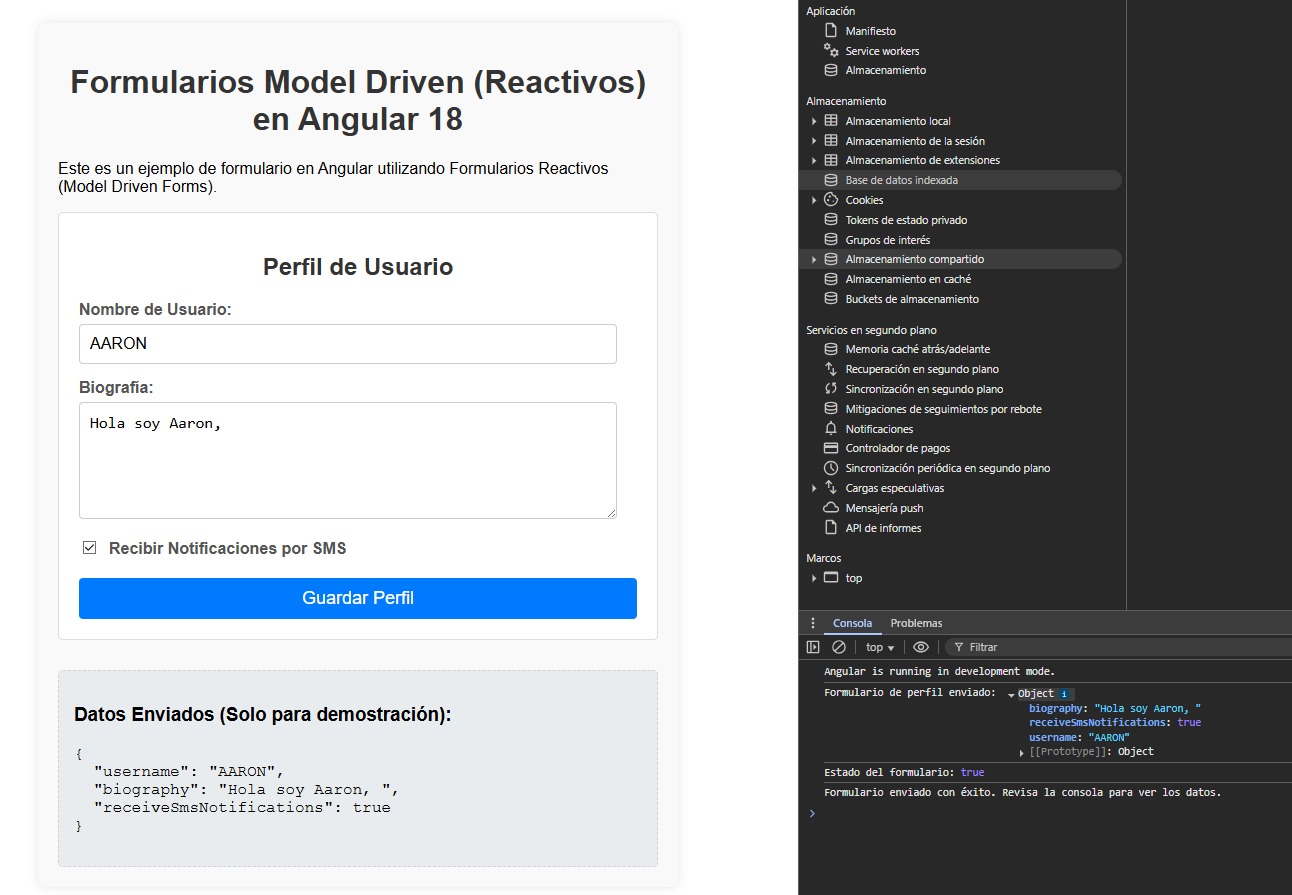 Formularios Model Driven (Reactivos)
en Angular 18
Este es un ejemplo de formulario en Angular utilizando Formularios Reactivos
(Model Driven Forms).
Perfil de Usuario
Nombre de Usuario:
AARON
Biografía:
Hola soy Aaron,
Recibir Notificaciones por SMS
Guardar Perfil
Datos Enviados (Solo para demostración):
{
  "username": "AARON",
  "biography": "Hola soy Aaron, ",
  "receiveSmsNotifications": true
}
Aplicación
Manifiesto
Service workers
Almacenamiento
Almacenamiento
Almacenamiento local
Almacenamiento de la sesión
Almacenamiento de extensiones
Base de datos indexada
Cookies
Tokens de estado privado
Grupos de interés
Almacenamiento compartido
Almacenamiento en caché
Buckets de almacenamiento
Servicios en segundo plano
Memoria caché atrás/adelante
Recuperación en segundo plano
Sincronización en segundo plano
Mitigaciones de seguimientos por rebote
Notificaciones
Controlador de pagos
Sincronización periódica en segundo plano
Cargas especulativas
Mensajería push
API de informes
Marcos
top
Consola Problemas
top Filtrar
Angular is running in development mode.
Formulario de perfil enviado: Object i
biography: "Hola soy Aaron, "
receiveSmsNotifications: true
username: "AARON"
[[Prototype]]: Object
Estado del formulario: true
Formulario enviado con éxito. Revisa la consola para ver los datos.